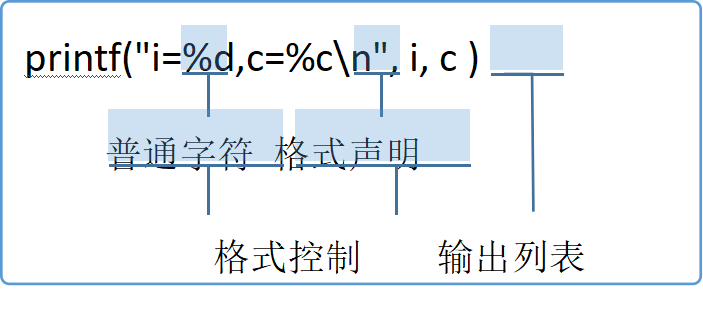 printf("i=%d,c=%c\n", i, c )
普通字符 格式声明
格式控制 输出列表